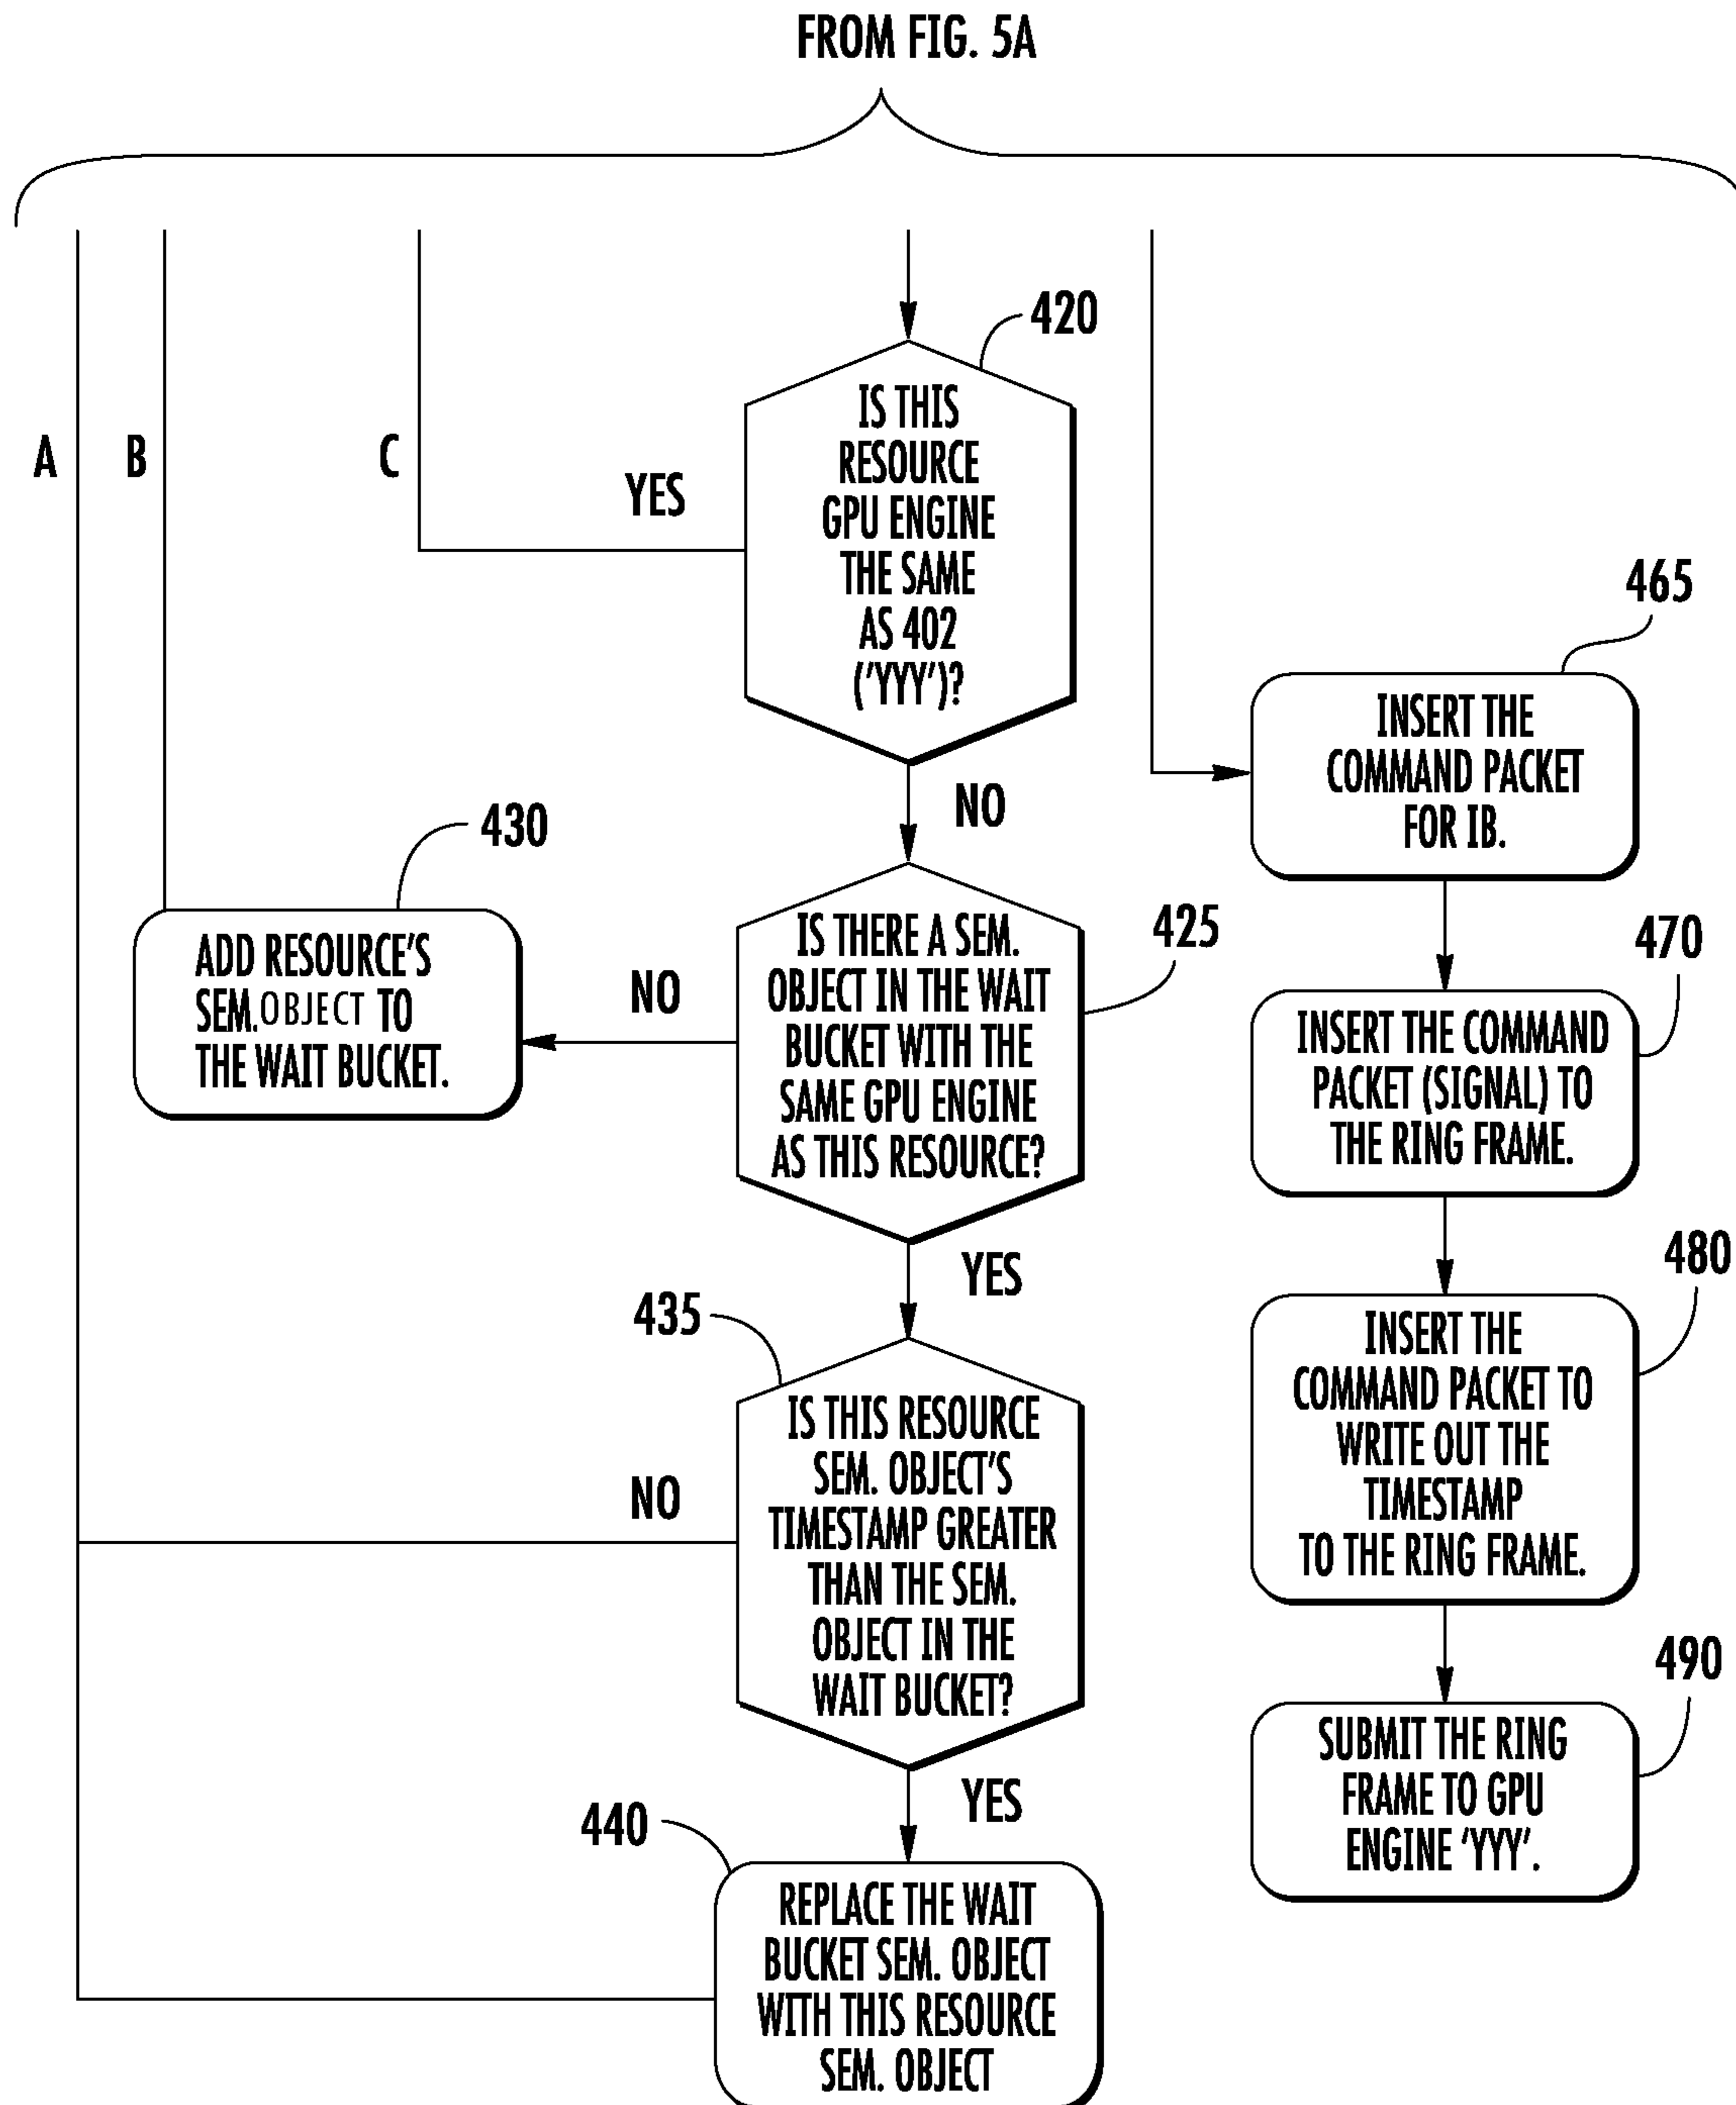 FROM FIG. 5A
A
B
C
420
IS THIS
RESOURCE
GPU ENGINE
THE SAME
AS 402
('YYY')?
YES
NO
425
IS THERE A SEM.
OBJECT IN THE WAIT
BUCKET WITH THE
SAME GPU ENGINE
AS THIS RESOURCE?
NO
430
ADD RESOURCE'S
SEM.OBJECT TO
THE WAIT BUCKET.
YES
435
IS THIS RESOURCE
SEM. OBJECT'S
TIMESTAMP GREATER
THAN THE SEM.
OBJECT IN THE
WAIT BUCKET?
NO
YES
440
REPLACE THE WAIT
BUCKET SEM. OBJECT
WITH THIS RESOURCE
SEM. OBJECT
465
INSERT THE
COMMAND PACKET
FOR IB.
470
INSERT THE COMMAND
PACKET (SIGNAL) TO
THE RING FRAME.
480
INSERT THE
COMMAND PACKET TO
WRITE OUT THE
TIMESTAMP
TO THE RING FRAME.
490
SUBMIT THE RING
FRAME TO GPU
ENGINE 'YYY'.